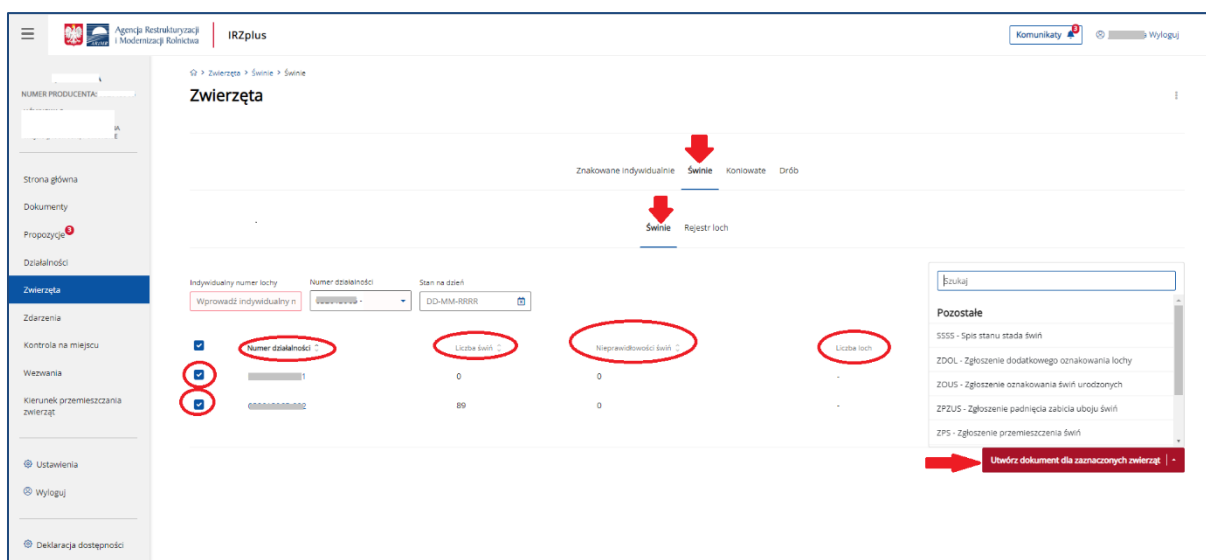 Agencja Restrukturyzacji
i Modernizacji Rolnictwa
IRZplus
Komunikaty 3
Wyloguj
NUMER PRODUCENTA:
Strona główna
Dokumenty
Propozycje 3
Działalności
Zwierzęta
Zdarzenia
Kontrola na miejscu
Wezwania
Kierunek przemieszczania
zwierząt
Ustawienia
Wyloguj
Deklaracja dostępności
Zwierzęta > Świnie > Świnie
Zwierzęta
Znakowane indywidualnie Świnie Koniowate Drób
Świnie Rejestr loch
Indywidualny numer lochy Numer działalności Stan na dzień
Wprowadź indywidualny n DD-MM-RRRR
Numer działalności Liczba świń Nieprawidłowości świń Liczba loch
1 0 0 -
2 89 0 -
Szukaj
Pozostałe
SSSS - Spis stanu stada świń
ZDOL - Zgłoszenie dodatkowego oznakowania lochy
ZOUS - Zgłoszenie oznakowania świń urodzonych
ZPZUS - Zgłoszenie padnięcia zabicia uboju świń
ZPS - Zgłoszenie przemieszczenia świń
Utwórz dokument dla zaznaczonych zwierząt